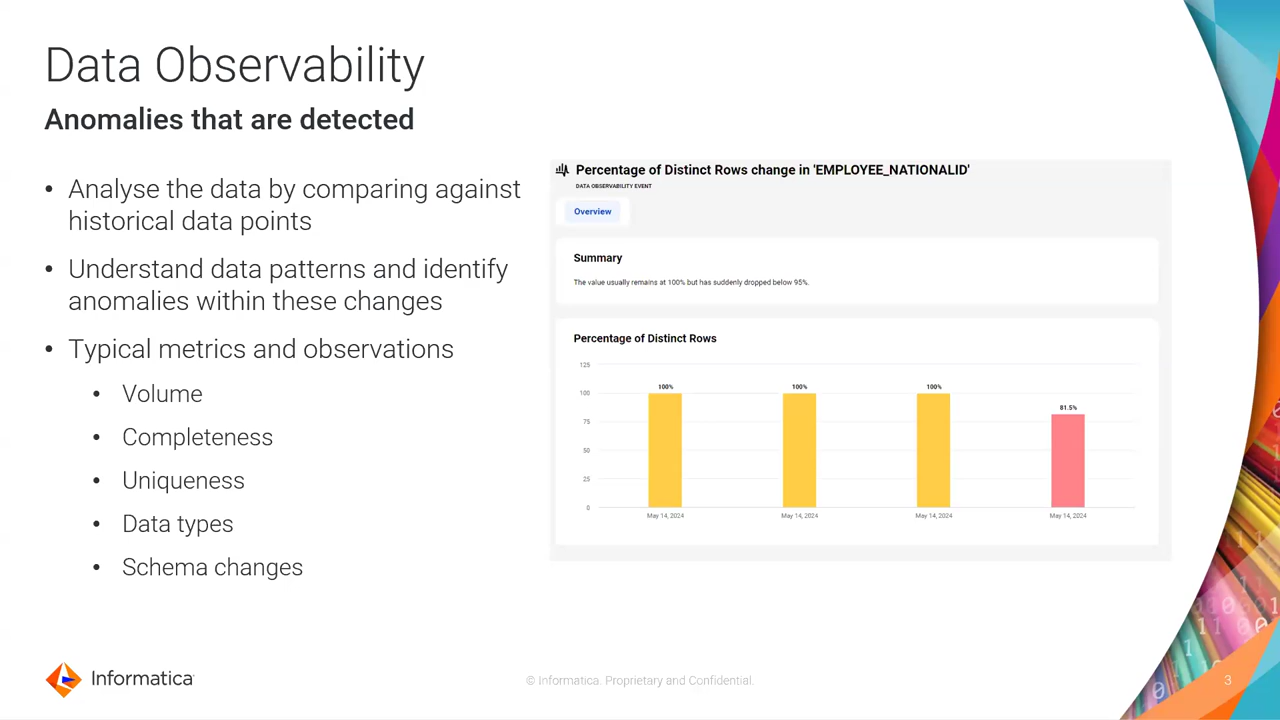 Data Observability
Anomalies that are detected
• Analyse the data by comparing against
historical data points
• Understand data patterns and identify
anomalies within these changes
• Typical metrics and observations
• Volume
• Completeness
• Uniqueness
• Data types
• Schema changes
Percentage of Distinct Rows change in 'EMPLOYEE_NATIONALID'
DATA OBSERVABILITY EVENT
Overview
Summary
The value usually remains at 100% but has suddenly dropped below 95%.
Percentage of Distinct Rows
125
100
75
50
25
0
100%
100%
100%
81.5%
May 14, 2024
May 14, 2024
May 14, 2024
May 14, 2024
Informatica
© Informatica. Proprietary and Confidential.
3